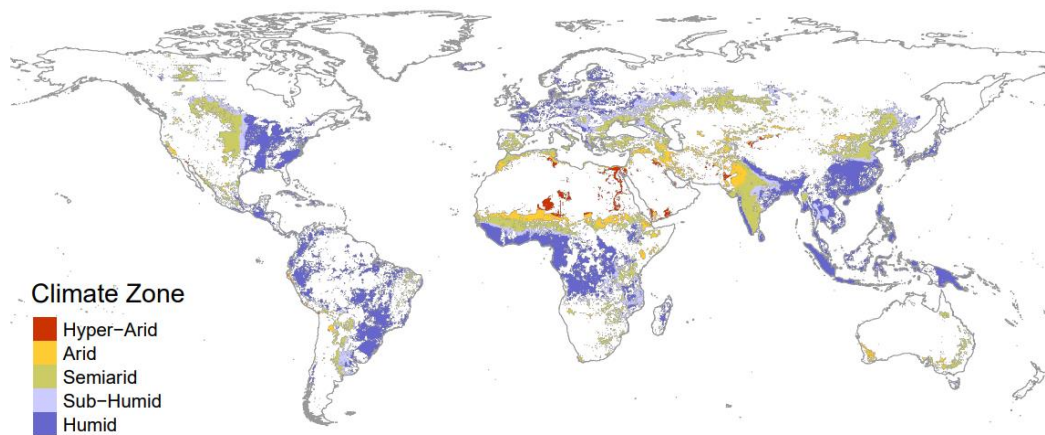 Climate Zone
Hyper−Arid
Arid
Semiarid
Sub−Humid
Humid